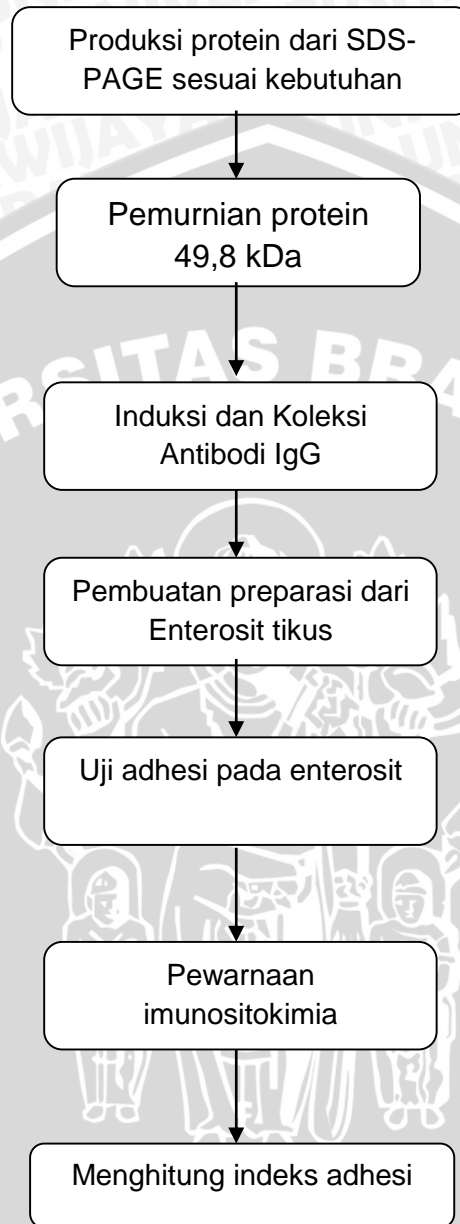 Produksi protein dari SDS-
PAGE sesuai kebutuhan
Pemurnian protein
49,8 kDa
Induksi dan Koleksi
Antibodi IgG
Pembuatan preparasi dari
Enterosit tikus
Uji adhesi pada enterosit
Pewarnaan
imunositokimia
Menghitung indeks adhesi